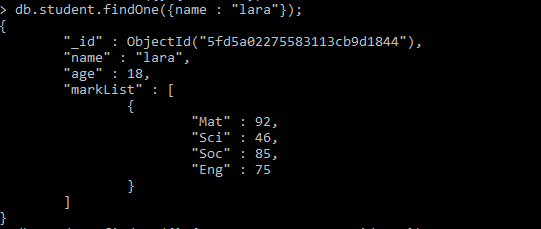 > db.student.findOne({name : "lara"});
{
"_id" : ObjectId("5fd5a02275583113cb9d1844"),
"name" : "lara",
"age" : 18,
"markList" : [
{
"Mat" : 92,
"Sci" : 46,
"Soc" : 85,
"Eng" : 75
}
]
}